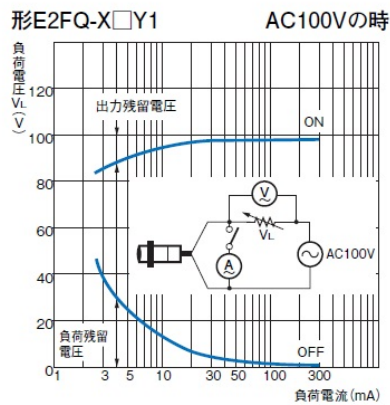 形E2FQ-X□Y1 AC100Vの時
負荷電圧VL(V)
120
100
80
60
40
20
0
出力残留電圧
ON
V
VL
A
AC100V
負荷残留
電圧
OFF
1 3 5 10 30 50 100 300
負荷電流(mA)